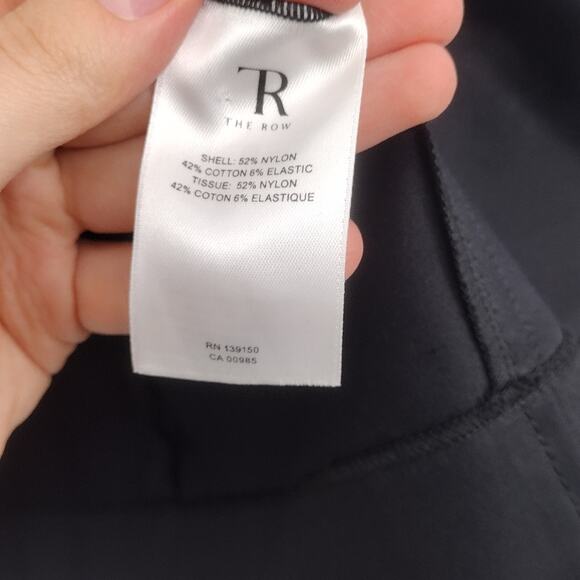 TR
THE ROW
SHELL: 52% NYLON
42% COTTON 6% ELASTIC
TISSUE: 52% NYLON
42% COTON 6% ELASTIQUE
RN 139150
CA 00985